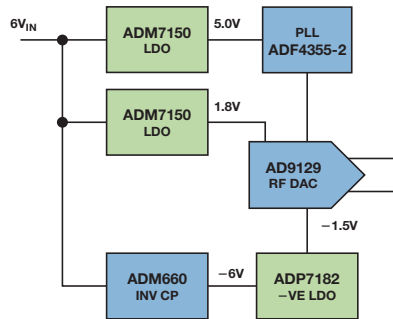 6VIN
ADM7150
LDO
5.0V
PLL
ADF4355-2
ADM7150
LDO
1.8V
AD9129
RF DAC
−1.5V
ADM660
INV CP
−6V
ADP7182
−VE LDO